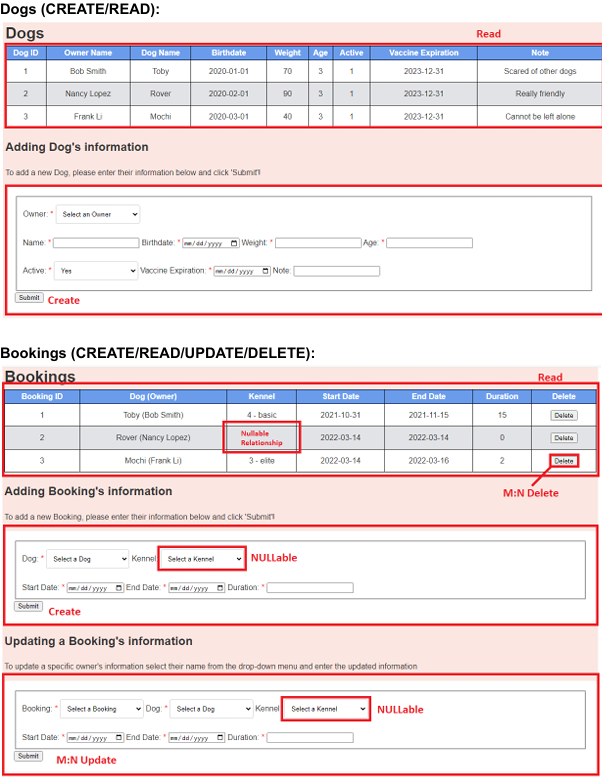 Dogs (CREATE/READ):
Dogs Read
Dog ID Owner Name Dog Name Birthdate Weight Age Active Vaccine Expiration Note
1 Bob Smith Toby 2020-01-01 70 3 1 2023-12-31 Scared of other dogs
2 Nancy Lopez Rover 2020-02-01 90 3 1 2023-12-31 Really friendly
3 Frank Li Mochi 2020-03-01 40 3 1 2023-12-31 Cannot be left alone
Adding Dog's information
To add a new Dog, please enter their information below and click 'Submit'!
Owner: * Select an Owner
Name: * Birthdate: * mm/dd/yyyy Weight: * Age: *
Active: * Yes Vaccine Expiration: * mm/dd/yyyy Note:
Submit Create
Bookings (CREATE/READ/UPDATE/DELETE):
Bookings Read
Booking ID Dog (Owner) Kennel Start Date End Date Duration Delete
1 Toby (Bob Smith) 4 - basic 2021-10-31 2021-11-15 15 Delete
2 Rover (Nancy Lopez) Nullable Relationship 2022-03-14 2022-03-14 0 Delete
3 Mochi (Frank Li) 3 - elite 2022-03-14 2022-03-16 2 Delete
Adding Booking's information M:N Delete
To add a new Booking, please enter their information below and click 'Submit'!
Dog: * Select a Dog Kennel: Select a Kennel NULLable
Start Date: * mm/dd/yyyy End Date: * mm/dd/yyyy Duration: *
Submit Create
Updating a Booking's information
To update a specific owner's information select their name from the drop-down menu and enter the updated information
Booking: * Select a Booking Dog: * Select a Dog Kennel: Select a Kennel NULLable
Start Date: * mm/dd/yyyy End Date: * mm/dd/yyyy Duration: *
Submit M:N Update